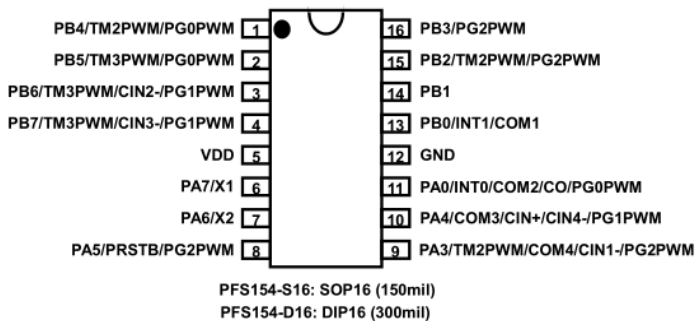 PB4/TM2PWM/PG0PWM 1 16 PB3/PG2PWM
PB5/TM3PWM/PG0PWM 2 15 PB2/TM2PWM/PG2PWM
PB6/TM3PWM/CIN2-/PG1PWM 3 14 PB1
PB7/TM3PWM/CIN3-/PG1PWM 4 13 PB0/INT1/COM1
VDD 5 12 GND
PA7/X1 6 11 PA0/INT0/COM2/CO/PG0PWM
PA6/X2 7 10 PA4/COM3/CIN+/CIN4-/PG1PWM
PA5/PRSTB/PG2PWM 8 9 PA3/TM2PWM/COM4/CIN1-/PG2PWM
PFS154-S16: SOP16 (150mil)
PFS154-D16: DIP16 (300mil)